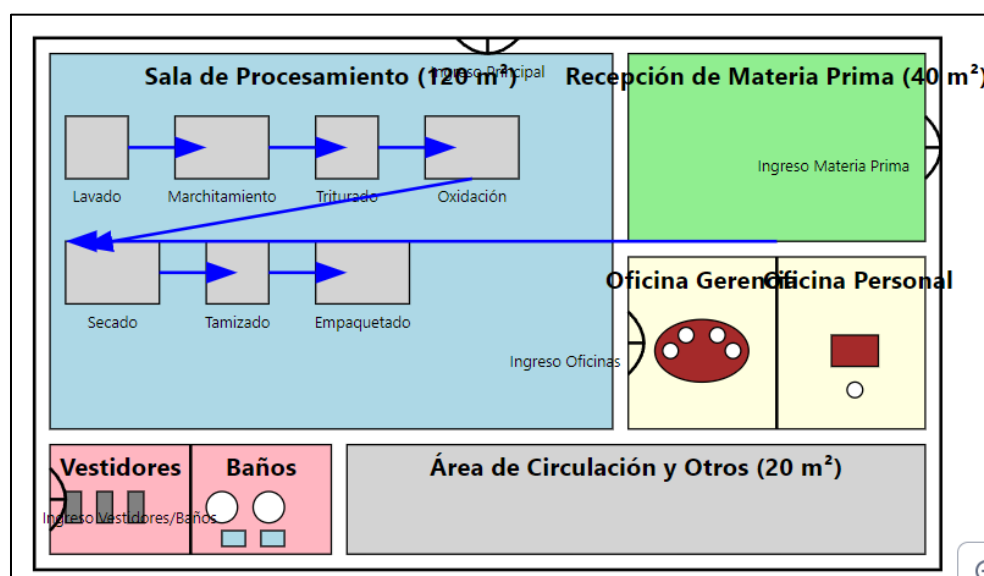 Ingreso Principal
Sala de Procesamiento (120 m²)
Recepción de Materia Prima (40 m²)
Ingreso Materia Prima
Lavado
Marchitamiento
Triturado
Oxidación
Oficina Gerencia
Oficina Personal
Secado
Tamizado
Empaquetado
Ingreso Oficinas
Vestidores
Baños
Área de Circulación y Otros (20 m²)
Ingreso Vestidores/Baños